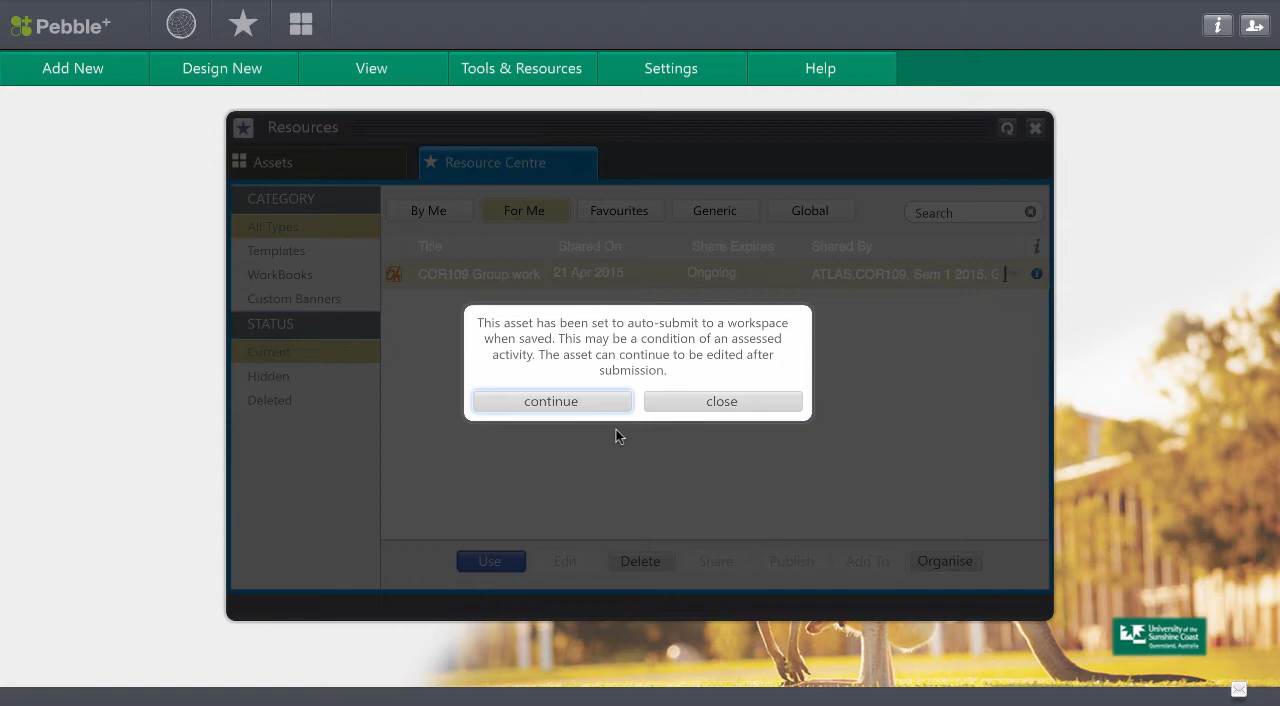 Pebble+
Add New
Design New
View
Tools & Resources
Settings
Help
Resources
Assets
Resource Centre
CATEGORY
All Types
Templates
WorkBooks
Custom Banners
STATUS
Current
Hidden
Deleted
By Me
For Me
Favourites
Generic
Global
Search
Title
Shared On
Share Expires
Shared By
COR109 Group work
21 Apr 2015
Ongoing
ATLAS,COR109, Sem 1 2015, G
This asset has been set to auto-submit to a workspace
when saved. This may be a condition of an assessed
activity. The asset can continue to be edited after
submission.
continue
close
Use
Edit
Delete
Share
Publish
Add To
Organise
University of the
Sunshine Coast
Queensland, Australia